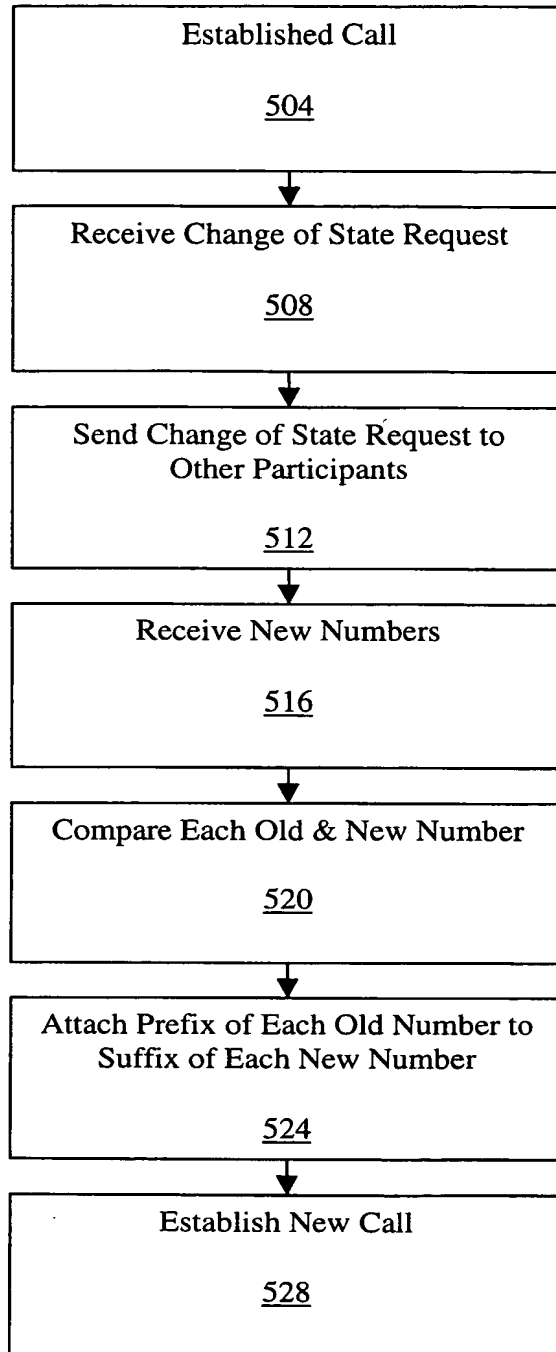 Established Call
504
Receive Change of State Request
508
Send Change of State Request to
Other Participants
512
Receive New Numbers
516
Compare Each Old & New Number
520
Attach Prefix of Each Old Number to
Suffix of Each New Number
524
Establish New Call
528